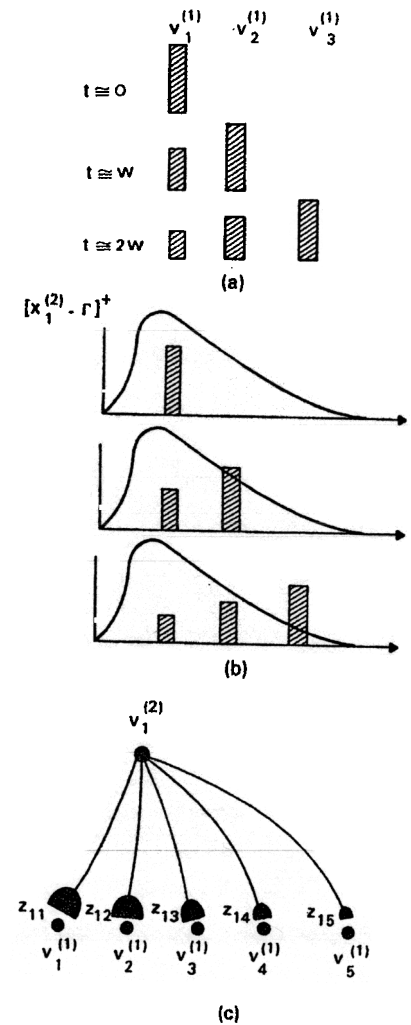 v₁⁽¹⁾ v₂⁽¹⁾ v₃⁽¹⁾
t ≅ 0
t ≅ w
t ≅ 2w
(a)
[x₁⁽²⁾ - Γ]⁺
(b)
v₁⁽²⁾
z₁₁ z₁₂ z₁₃ z₁₄ z₁₅
v₁⁽¹⁾ v₂⁽¹⁾ v₃⁽¹⁾ v₄⁽¹⁾ v₅⁽¹⁾
(c)